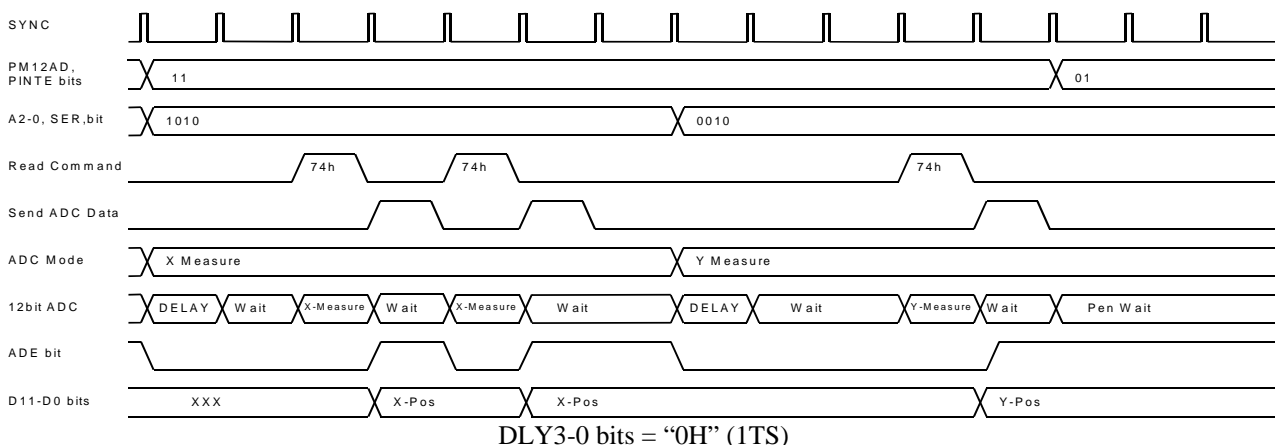 SYNC
PM12AD,
PINTE bits
11
01
A2-0, SER,bit
1010
0010
Read Command
74h
74h
74h
Send ADC Data
ADC Mode
X Measure
Y Measure
12bit ADC
DELAY
Wait
X-Measure
Wait
X-Measure
Wait
DELAY
Wait
Y-Measure
Wait
Pen Wait
ADE bit
D11-D0 bits
XXX
X-Pos
X-Pos
Y-Pos
DLY3-0 bits = “0H” (1TS)